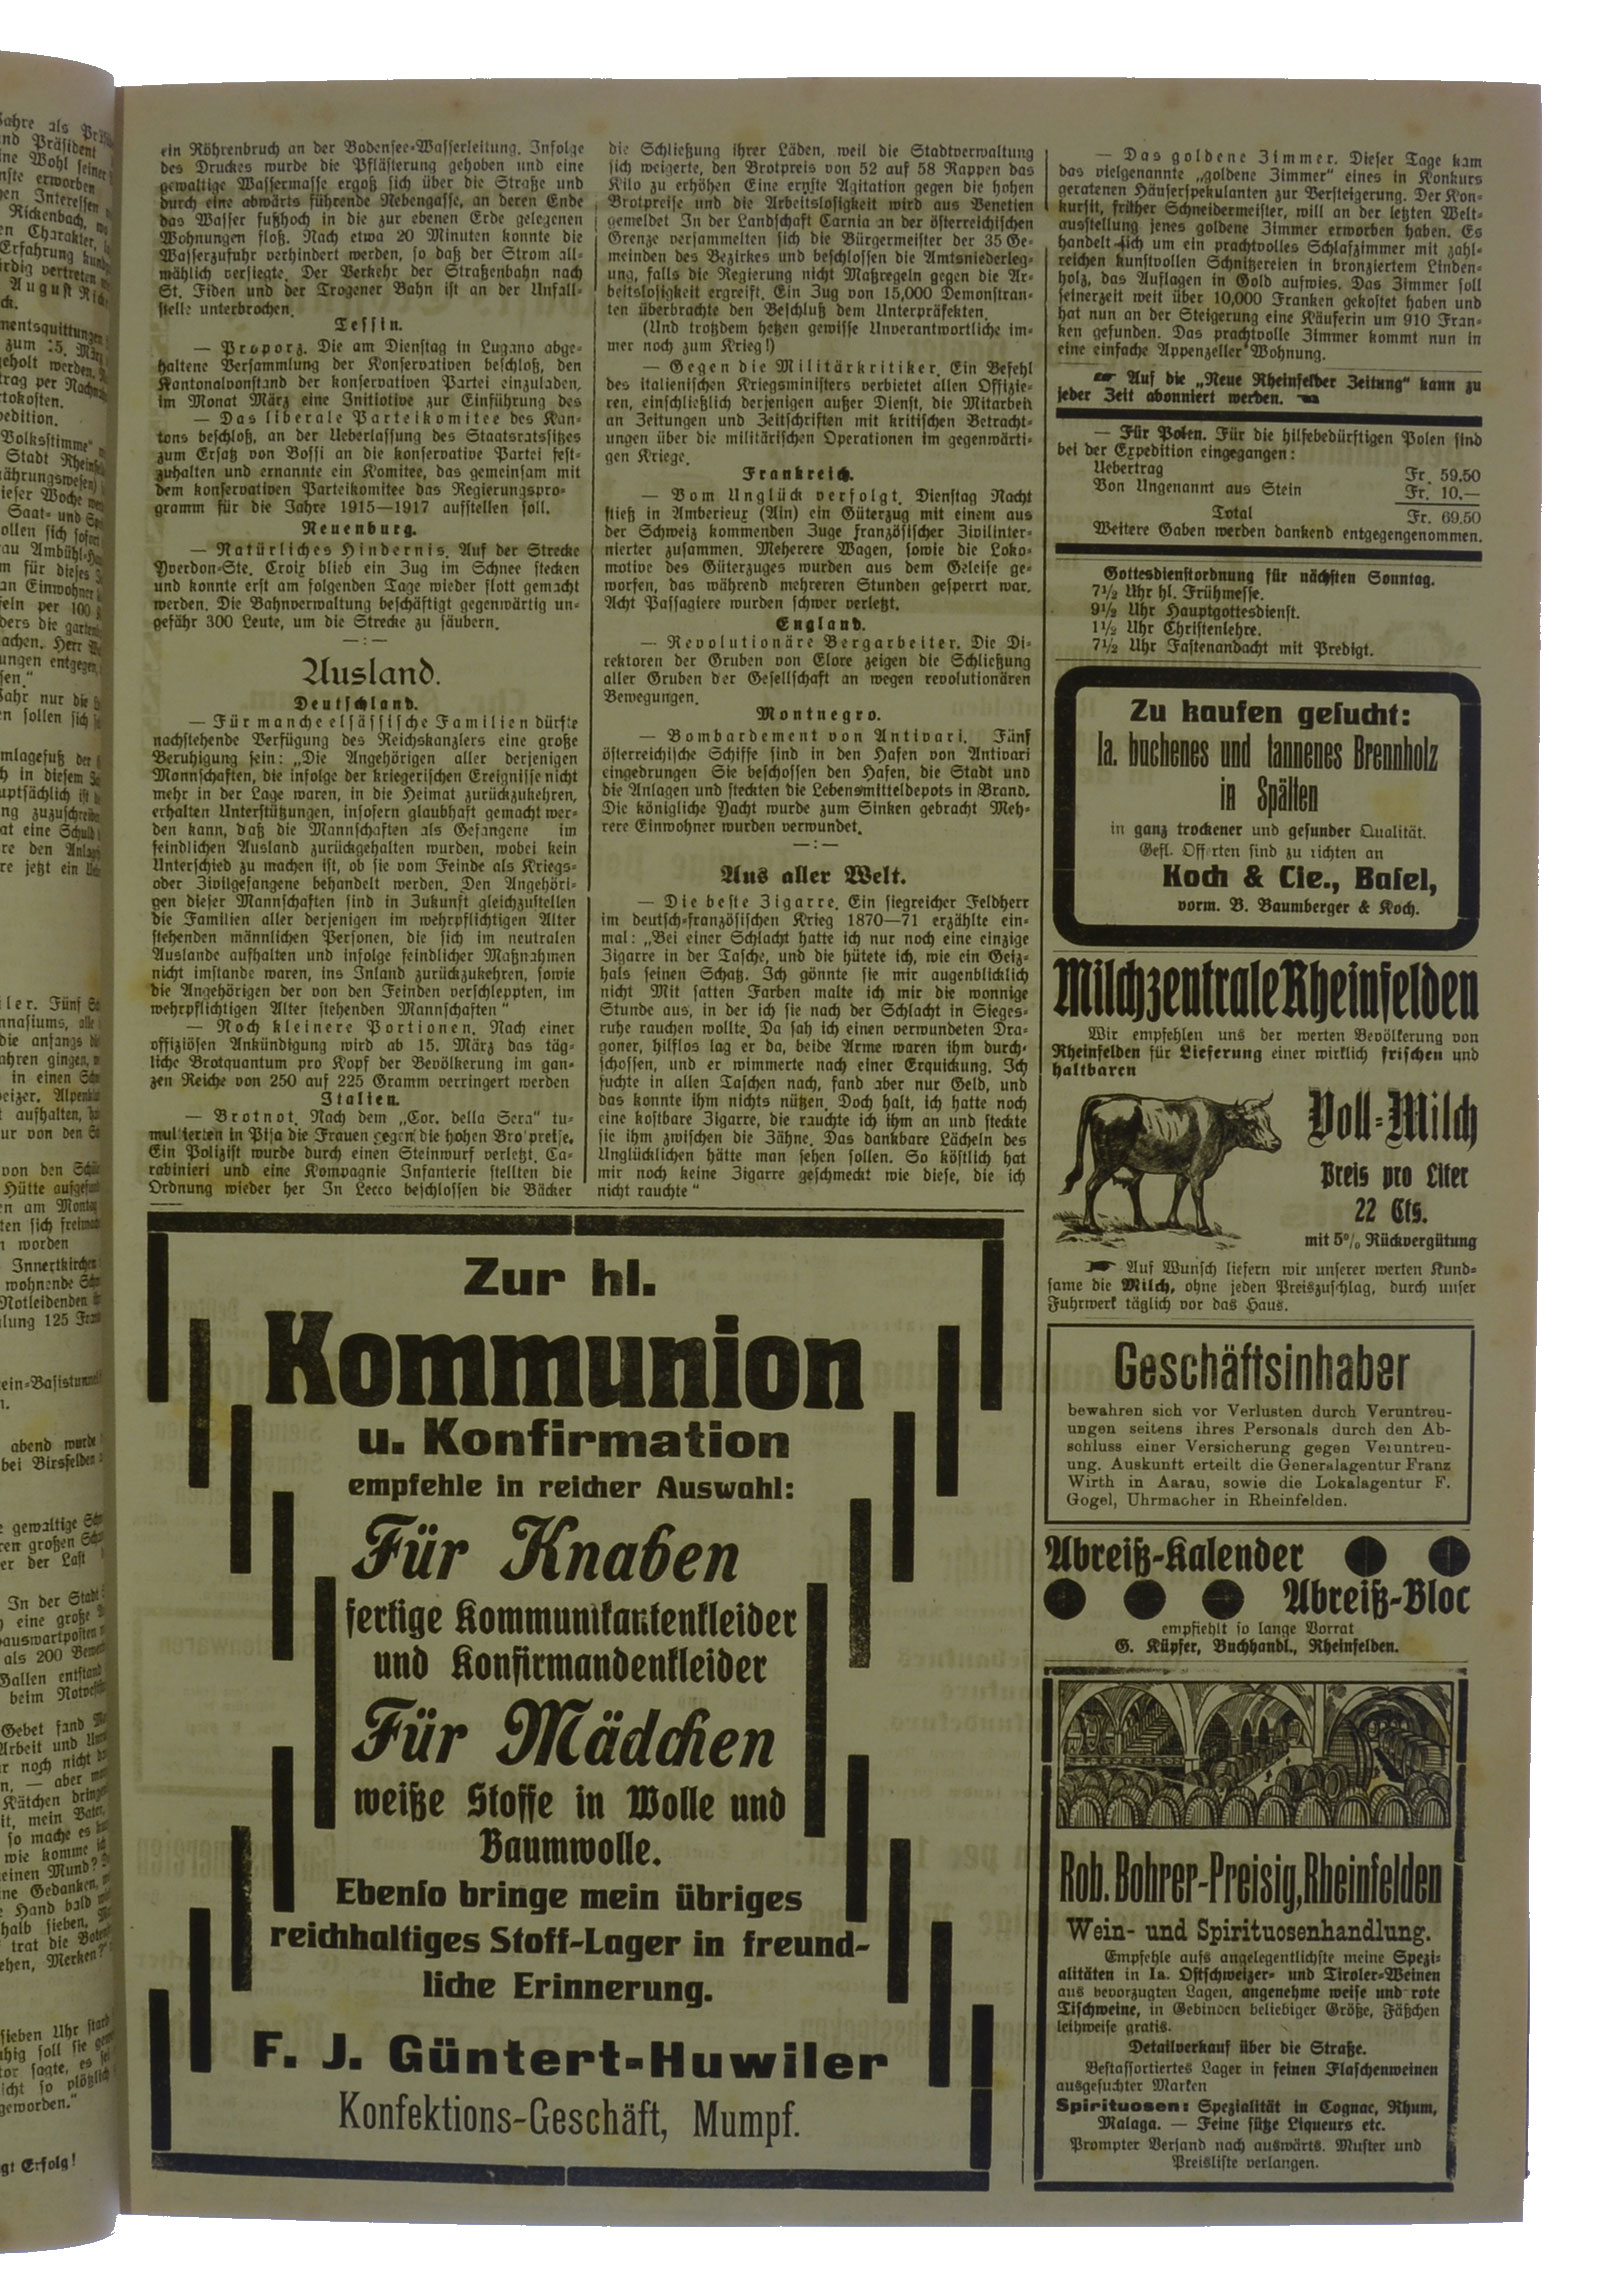 ein Röhrenbruch an der Bodensee-Wasserleitung. Infolge
des Druckes wurde die Pflästerung gehoben und eine
gewaltige Wassermasse ergoß sich über die Straße und
durch eine abwärts führende Nebengasse, an deren Ende
das Wasser fußhoch in die zur ebenen Erde gelegenen
Wohnungen floß. Nach etwa 20 Minuten konnte die
Wasserzufuhr verhindert werden, so daß der Strom all-
mählich versiegte. Der Verkehr der Straßenbahn nach
St. Fiden und der Trogener Bahn ist an der Unfall-
stelle unterbrochen.
Tessin.
— Proporz. Die am Dienstag in Lugano abge-
haltene Versammlung der Konservativen beschloß, den
Kantonalvorstand der konservativen Partei einzuladen,
im Monat März eine Initiotive zur Einführung des
— Das liberale Parteikomitee des Kan-
tons beschloß, an der Ueberlassung des Staatsratssitzes
zum Ersatz von Bossi an die konservative Partei fest-
zuhalten und ernannte ein Komitee, das gemeinsam mit
dem konservativen Parteikomitee das Regierungspro-
gramm für die Jahre 1915—1917 aufstellen soll.
Neuenburg.
— Natürliches Hindernis. Auf der Strecke
Yverdon-Ste. Croix blieb ein Zug im Schnee stecken
und konnte erst am folgenden Tage wieder flott gemacht
werden. Die Bahnverwaltung beschäftigt gegenwärtig un-
gefähr 300 Leute, um die Strecke zu säubern.
—:—
Ausland.
Deutschland.
— Für manche elsässische Familien dürfte
nachstehende Verfügung des Reichskanzlers eine große
Beruhigung sein: „Die Angehörigen aller derjenigen
Mannschaften, die infolge der kriegerischen Ereignisse nicht
mehr in der Lage waren, in die Heimat zurückzukehren,
erhalten Unterstützungen, insofern glaubhaft gemacht wer-
den kann, daß die Mannschaften als Gefangene im
feindlichen Ausland zurückgehalten wurden, wobei kein
Unterschied zu machen ist, ob sie vom Feinde als Kriegs-
oder Zivilgefangene behandelt werden. Den Angehöri-
gen dieser Mannschaften sind in Zukunft gleichzustellen
die Familien aller derjenigen im wehrpflichtigen Alter
stehenden männlichen Personen, die sich im neutralen
Auslande aufhalten und infolge feindlicher Maßnahmen
nicht imstande waren, ins Inland zurückzukehren, sowie
die Angehörigen der von den Feinden verschleppten, im
wehrpflichtigen Alter stehenden Mannschaften"
— Noch kleinere Portionen. Nach einer
offiziösen Ankündigung wird ab 15. März das täg-
liche Brotquantum pro Kopf der Bevölkerung im gan-
zen Reiche von 250 auf 225 Gramm verringert werden
Italien.
— Brotnot. Nach dem „Cor. della Sera" tu-
multierten in Pisa die Frauen gegen die hohen Brotpreise.
Ein Polizist wurde durch einen Steinwurf verletzt. Ca-
rabinieri und eine Kompagnie Infanterie stellten die
Ordnung wieder her In Lecco beschlossen die Bäcker
die Schließung ihrer Läden, weil die Stadtverwaltung
sich weigerte, den Brotpreis von 52 auf 58 Rappen das
Kilo zu erhöhen Eine ernste Agitation gegen die hohen
Brotpreise und die Arbeitslosigkeit wird aus Venetien
gemeldet In der Landschaft Carnia an der österreichischen
Grenze versammelten sich die Bürgermeister der 35 Ge-
meinden des Bezirkes und beschlossen die Amtsniederleg-
ung, falls die Regierung nicht Maßregeln gegen die Ar-
beitslosigkeit ergreift. Ein Zug von 15,000 Demonstran-
ten überbrachte den Beschluß dem Unterpräfekten.
(Und trotzdem hetzen gewisse Unverantwortliche im-
mer noch zum Krieg!)
— Gegen die Militärkritiker. Ein Befehl
des italienischen Kriegsministers verbietet allen Offizie-
ren, einschließlich derjenigen außer Dienst, die Mitarbeit
an Zeitungen und Zeitschriften mit kritischen Betracht-
ungen über die militärischen Operationen im gegenwärti-
gen Kriege.
Frankreich.
— Vom Unglück verfolgt. Dienstag Nacht
stieß in Amberieux (Ain) ein Güterzug mit einem aus
der Schweiz kommenden Zuge französischer Zivilinter-
nierter zusammen. Meherere Wagen, sowie die Loko-
motive des Güterzuges wurden aus dem Geleise ge-
worfen, das während mehreren Stunden gesperrt war.
Acht Passagiere wurden schwer verletzt.
England.
— Revolutionäre Bergarbeiter. Die Di-
rektoren der Gruben von Elore zeigen die Schließung
aller Gruben der Gesellschaft an wegen revolutionären
Bewegungen.
Montnegro.
— Bombardement von Antivari. Fünf
österreichische Schiffe sind in den Hafen von Antivari
eingedrungen Sie beschossen den Hafen, die Stadt und
die Anlagen und steckten die Lebensmitteldepots in Brand.
Die königliche Yacht wurde zum Sinken gebracht Meh-
rere Einwohner wurden verwundet.
—:—
Aus aller Welt.
— Die beste Zigarre. Ein siegreicher Feldherr
im deutsch-französischen Krieg 1870—71 erzählte ein-
mal: „Bei einer Schlacht hatte ich nur noch eine einzige
Zigarre in der Tasche, und die hütete ich, wie ein Geiz-
hals seinen Schatz. Ich gönnte sie mir augenblicklich
nicht Mit satten Farben malte ich mir die wonnige
Stunde aus, in der ich sie nach der Schlacht in Sieges-
ruhe rauchen wollte. Da sah ich einen verwundeten Dra-
goner, hilflos lag er da, beide Arme waren ihm durch-
schossen, und er wimmerte nach einer Erquickung. Ich
suchte in allen Taschen nach, fand aber nur Geld, und
das konnte ihm nichts nützen. Doch halt, ich hatte noch
eine kostbare Zigarre, die rauchte ich ihm an und steckte
sie ihm zwischen die Zähne. Das dankbare Lächeln des
Unglücklichen hätte man sehen sollen. So köstlich hat
mir noch keine Zigarre geschmeckt wie diese, die ich
nicht rauchte"
— Das goldene Zimmer. Dieser Tage kam
das vielgenannte „goldene Zimmer" eines in Konkurs
geratenen Häuserspekulanten zur Versteigerung. Der Kon-
kursit, früher Schneidermeister, will an der letzten Welt-
ausstellung jenes goldene Zimmer erworben haben. Es
handelt sich um ein prachtvolles Schlafzimmer mit zahl-
reichen kunstvollen Schnitzereien in bronziertem Linden-
holz, das Auflagen in Gold aufwies. Das Zimmer soll
seinerzeit weit über 10,000 Franken gekostet haben und
hat nun an der Steigerung eine Käuferin um 910 Fran-
ken gefunden. Das prachtvolle Zimmer kommt nun in
eine einfache Appenzeller Wohnung.
☛ Auf die „Neue Rheinfelder Zeitung" kann zu
jeder Zeit abonniert werden. ☚
— Für Polen. Für die hilfebedürftigen Polen sind
bei der Expedition eingegangen:
Uebertrag Fr. 59.50
Von Ungenannt aus Stein Fr. 10.—
Total Fr. 69.50
Weitere Gaben werden dankend entgegengenommen.
Gottesdienstordnung für nächsten Sonntag.
7½ Uhr hl. Frühmesse.
9½ Uhr Hauptgottesdienst.
1½ Uhr Christenlehre.
7½ Uhr Fastenandacht mit Predigt.
Zu kaufen gesucht:
Ia. buchenes und tannenes Brennholz
in Spälten
in ganz trockener und gesunder Qualität.
Gefl. Offerten sind zu richten an
Koch & Cie., Basel,
vorm. B. Baumberger & Koch.
Milchzentrale Rheinfelden
Wir empfehlen uns der werten Bevölkerung von
Rheinfelden für Lieferung einer wirklich frischen und
haltbaren
Voll-Milch
Preis pro Liter
22 Cts.
mit 5% Rückvergütung
☛ Auf Wunsch liefern wir unserer werten Kund-
same die Milch, ohne jeden Preiszuschlag, durch unser
Fuhrwerk täglich vor das Haus.
Geschäftsinhaber
bewahren sich vor Verlusten durch Veruntreu-
ungen seitens ihres Personals durch den Ab-
schluss einer Versicherung gegen Veruntreu-
ung. Auskunft erteilt die Generalagentur Franz
Wirth in Aarau, sowie die Lokalagentur F.
Gogel, Uhrmacher in Rheinfelden.
Abreiß-Kalender
Abreiß-Bloc
empfiehlt so lange Vorrat
G. Küpfer, Buchhandl., Rheinfelden.
Rob. Bohrer-Preisig, Rheinfelden
Wein- und Spirituosenhandlung.
Empfehle aufs angelegentlichste meine Spezi-
alitäten in Ia. Ostschweizer- und Tiroler-Weinen
aus bevorzugten Lagen, angenehme weise und rote
Tischweine, in Gebinden beliebiger Größe, Fäßchen
leihweise gratis.
Detailverkauf über die Straße.
Bestassortiertes Lager in feinen Flaschenweinen
ausgesuchter Marken
Spirituosen: Spezialität in Cognac, Rhum,
Malaga. — Feine süße Liqueurs etc.
Prompter Versand nach auswärts. Muster und
Preisliste verlangen.
Zur hl.
Kommunion
u. Konfirmation
empfehle in reicher Auswahl:
Für Knaben
fertige Kommunikantenkleider
und Konfirmandenkleider
Für Mädchen
weiße Stoffe in Wolle und
Baumwolle.
Ebenso bringe mein übriges
reichhaltiges Stoff-Lager in freund-
liche Erinnerung.
F. J. Güntert-Huwiler
Konfektions-Geschäft, Mumpf.